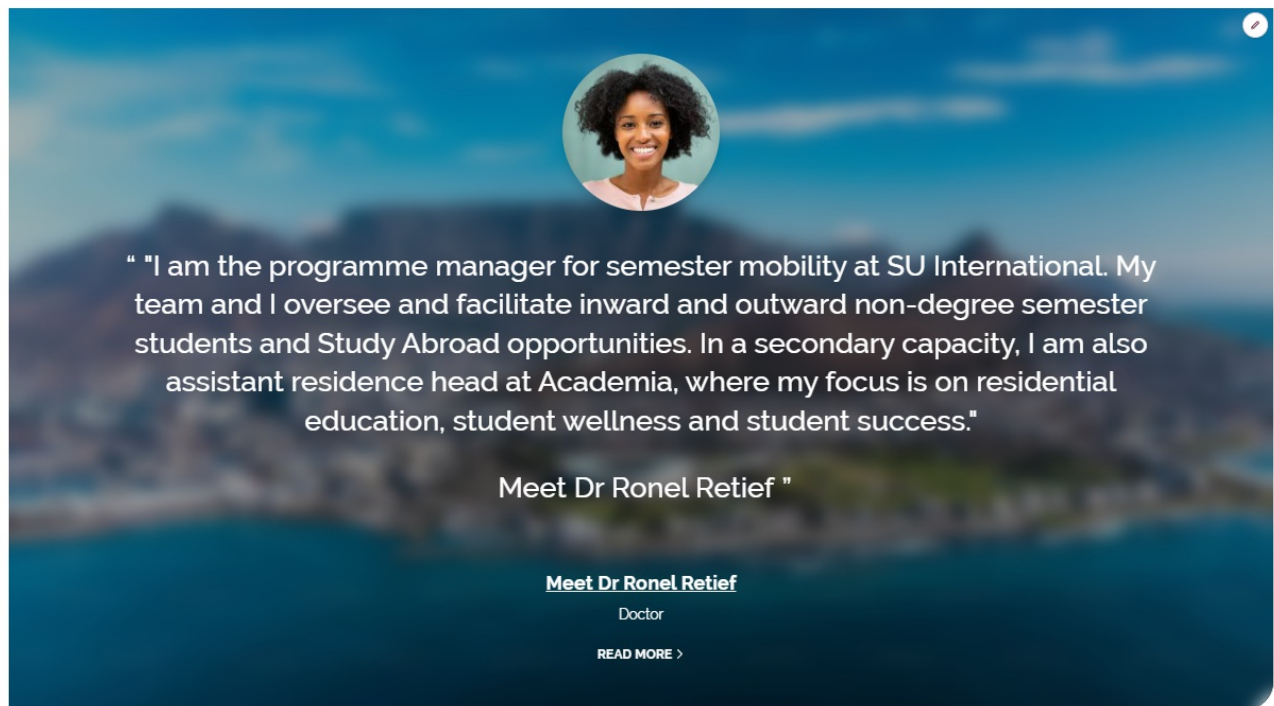 “ "I am the programme manager for semester mobility at SU International. My
team and I oversee and facilitate inward and outward non-degree semester
students and Study Abroad opportunities. In a secondary capacity, I am also
assistant residence head at Academia, where my focus is on residential
education, student wellness and student success."
Meet Dr Ronel Retief ”
Meet Dr Ronel Retief
Doctor
READ MORE >